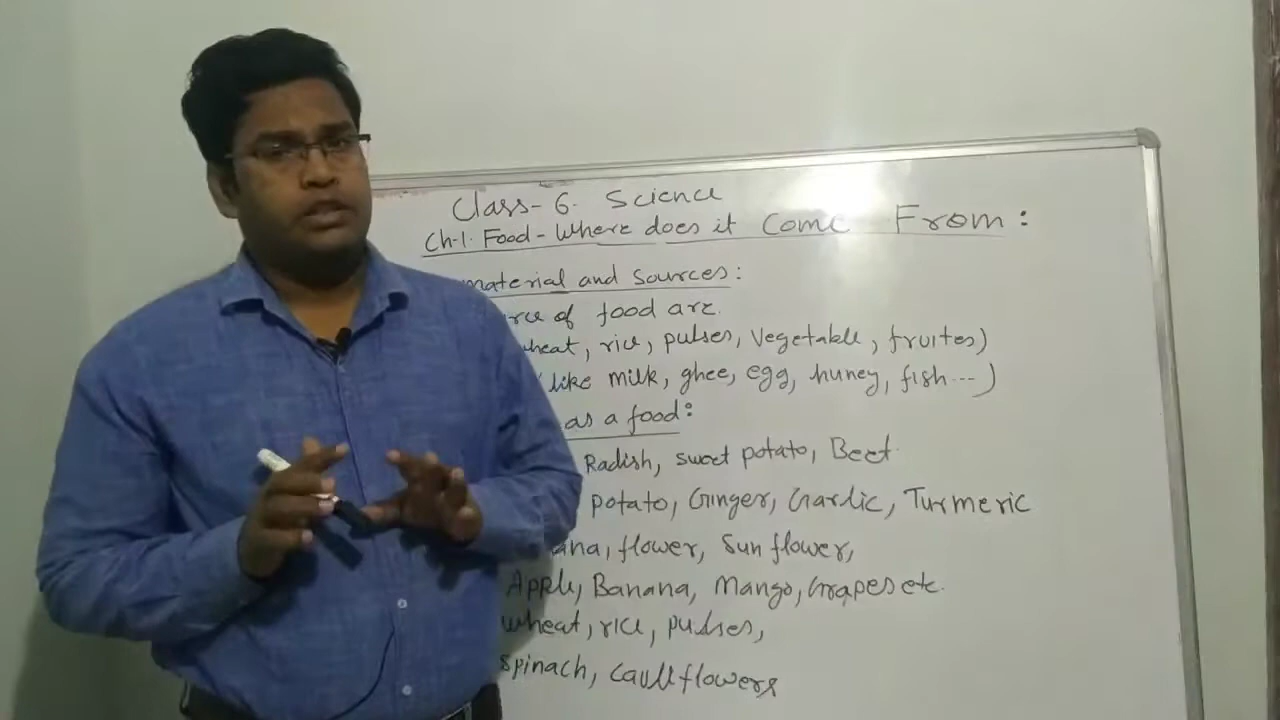 Class-6. Science
Ch-1. Food-Where does it Come From:
material and sources:
of food are.
wheat, rice, pulses, Vegetable, fruites)
(like milk, ghee, egg, huney, fish---)
as a food:
Radish, sweet potato, Beet
potato, Ginger, Garlic, Turmeric
flower, Sun flower,
Apple, Banana, Mango, Grapes etc.
wheat, rice, pulses,
spinach, Cauliflowers